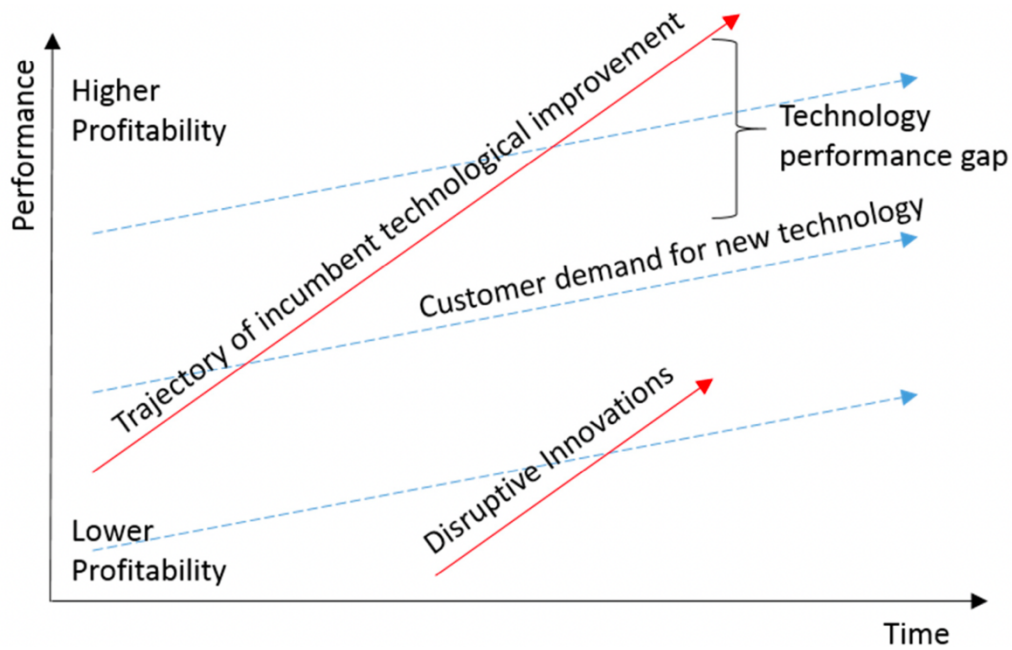 Performance
Higher
Profitability
Trajectory of incumbent technological improvement
Technology
performance gap
Customer demand for new technology
Disruptive Innovations
Lower
Profitability
Time